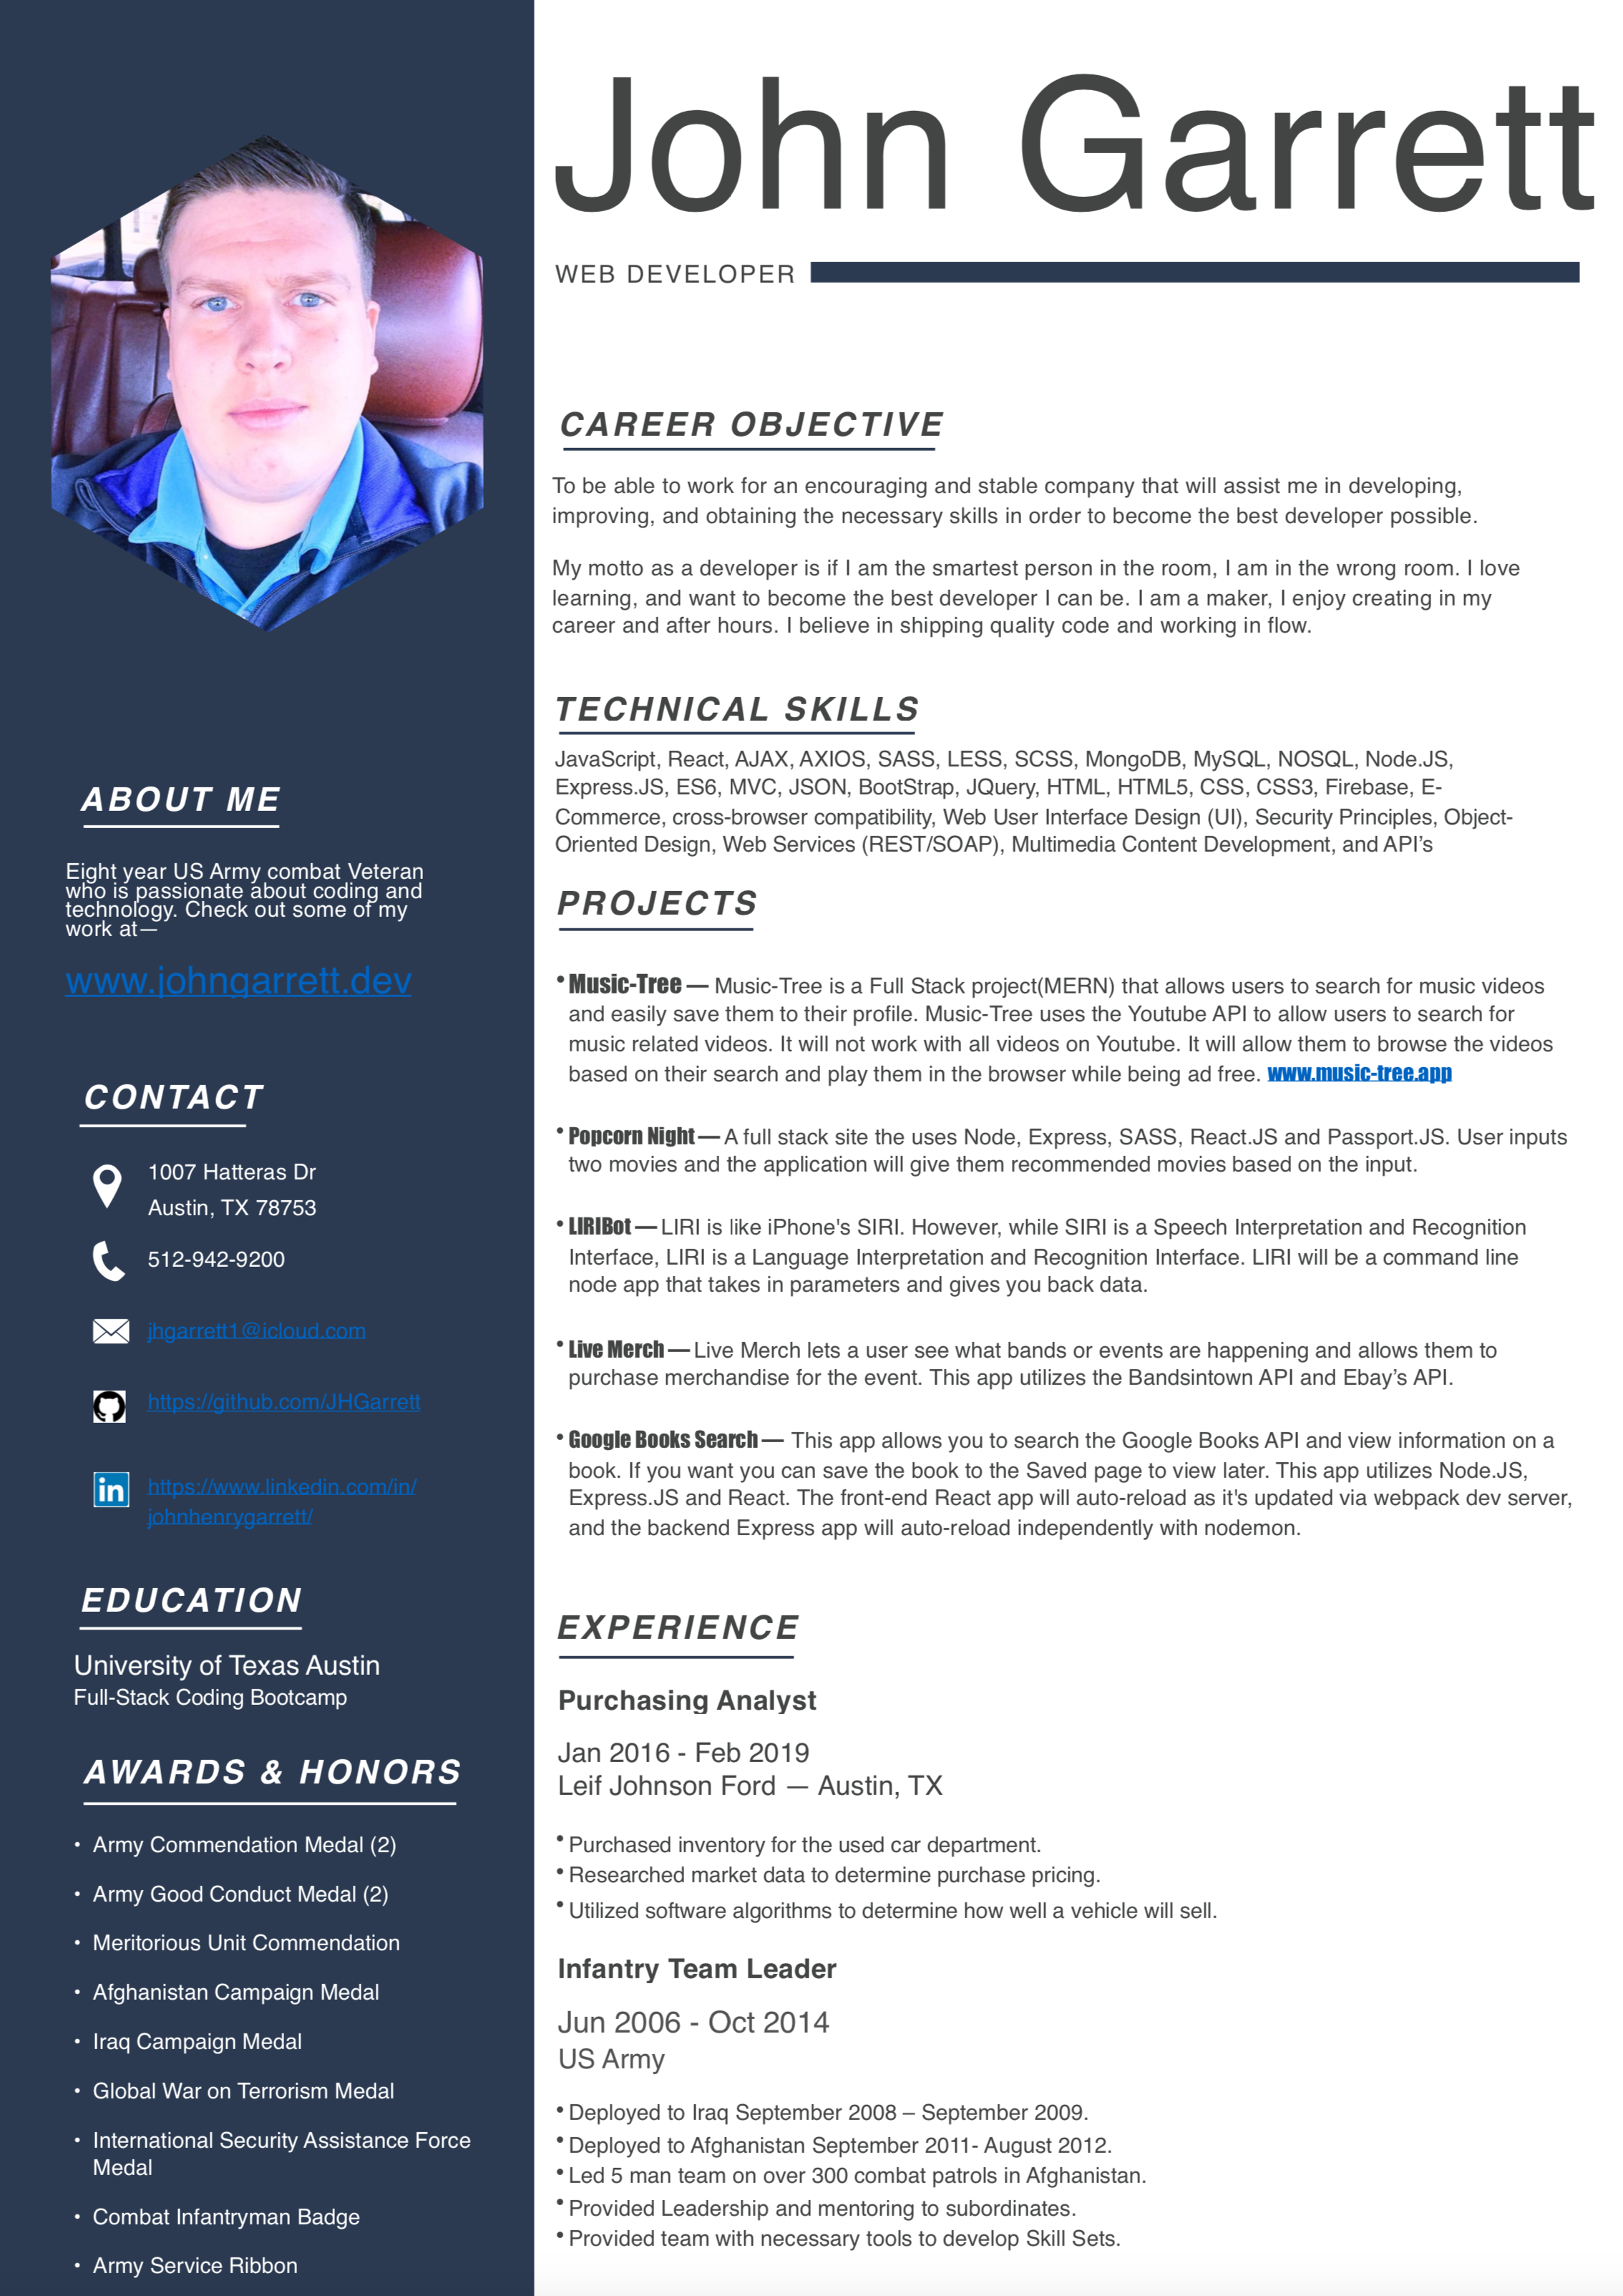 John Garrett
WEB DEVELOPER
ABOUT ME
Eight year US Army combat Veteran
who is passionate about coding and
technology. Check out some of my
work at—
www.johngarrett.dev
CONTACT
1007 Hatteras Dr
Austin, TX 78753
512-942-9200
jhgarrett1@icloud.com
https://github.com/JHGarrett
in
https://www.linkedin.com/in/
johnhenrygarrett/
EDUCATION
University of Texas Austin
Full-Stack Coding Bootcamp
AWARDS & HONORS
• Army Commendation Medal (2)
• Army Good Conduct Medal (2)
• Meritorious Unit Commendation
• Afghanistan Campaign Medal
• Iraq Campaign Medal
• Global War on Terrorism Medal
• International Security Assistance Force
Medal
• Combat Infantryman Badge
• Army Service Ribbon
CAREER OBJECTIVE
To be able to work for an encouraging and stable company that will assist me in developing,
improving, and obtaining the necessary skills in order to become the best developer possible.
My motto as a developer is if I am the smartest person in the room, I am in the wrong room. I love
learning, and want to become the best developer I can be. I am a maker, I enjoy creating in my
career and after hours. I believe in shipping quality code and working in flow.
TECHNICAL SKILLS
JavaScript, React, AJAX, AXIOS, SASS, LESS, SCSS, MongoDB, MySQL, NOSQL, Node.JS,
Express.JS, ES6, MVC, JSON, BootStrap, JQuery, HTML, HTML5, CSS, CSS3, Firebase, E-
Commerce, cross-browser compatibility, Web User Interface Design (UI), Security Principles, Object-
Oriented Design, Web Services (REST/SOAP), Multimedia Content Development, and API's
PROJECTS
• Music-Tree — Music-Tree is a Full Stack project(MERN) that allows users to search for music videos
and easily save them to their profile. Music-Tree uses the Youtube API to allow users to search for
music related videos. It will not work with all videos on Youtube. It will allow them to browse the videos
based on their search and play them in the browser while being ad free. www.music-tree.app
• Popcorn Night — A full stack site the uses Node, Express, SASS, React.JS and Passport.JS. User inputs
two movies and the application will give them recommended movies based on the input.
• LIRIBot — LIRI is like iPhone's SIRI. However, while SIRI is a Speech Interpretation and Recognition
Interface, LIRI is a Language Interpretation and Recognition Interface. LIRI will be a command line
node app that takes in parameters and gives you back data.
• Live Merch — Live Merch lets a user see what bands or events are happening and allows them to
purchase merchandise for the event. This app utilizes the Bandsintown API and Ebay's API.
• Google Books Search — This app allows you to search the Google Books API and view information on a
book. If you want you can save the book to the Saved page to view later. This app utilizes Node.JS,
Express.JS and React. The front-end React app will auto-reload as it's updated via webpack dev server,
and the backend Express app will auto-reload independently with nodemon.
EXPERIENCE
Purchasing Analyst
Jan 2016 - Feb 2019
Leif Johnson Ford — Austin, TX
• Purchased inventory for the used car department.
• Researched market data to determine purchase pricing.
• Utilized software algorithms to determine how well a vehicle will sell.
Infantry Team Leader
Jun 2006 - Oct 2014
US Army
• Deployed to Iraq September 2008 – September 2009.
• Deployed to Afghanistan September 2011- August 2012.
• Led 5 man team on over 300 combat patrols in Afghanistan.
• Provided Leadership and mentoring to subordinates.
• Provided team with necessary tools to develop Skill Sets.